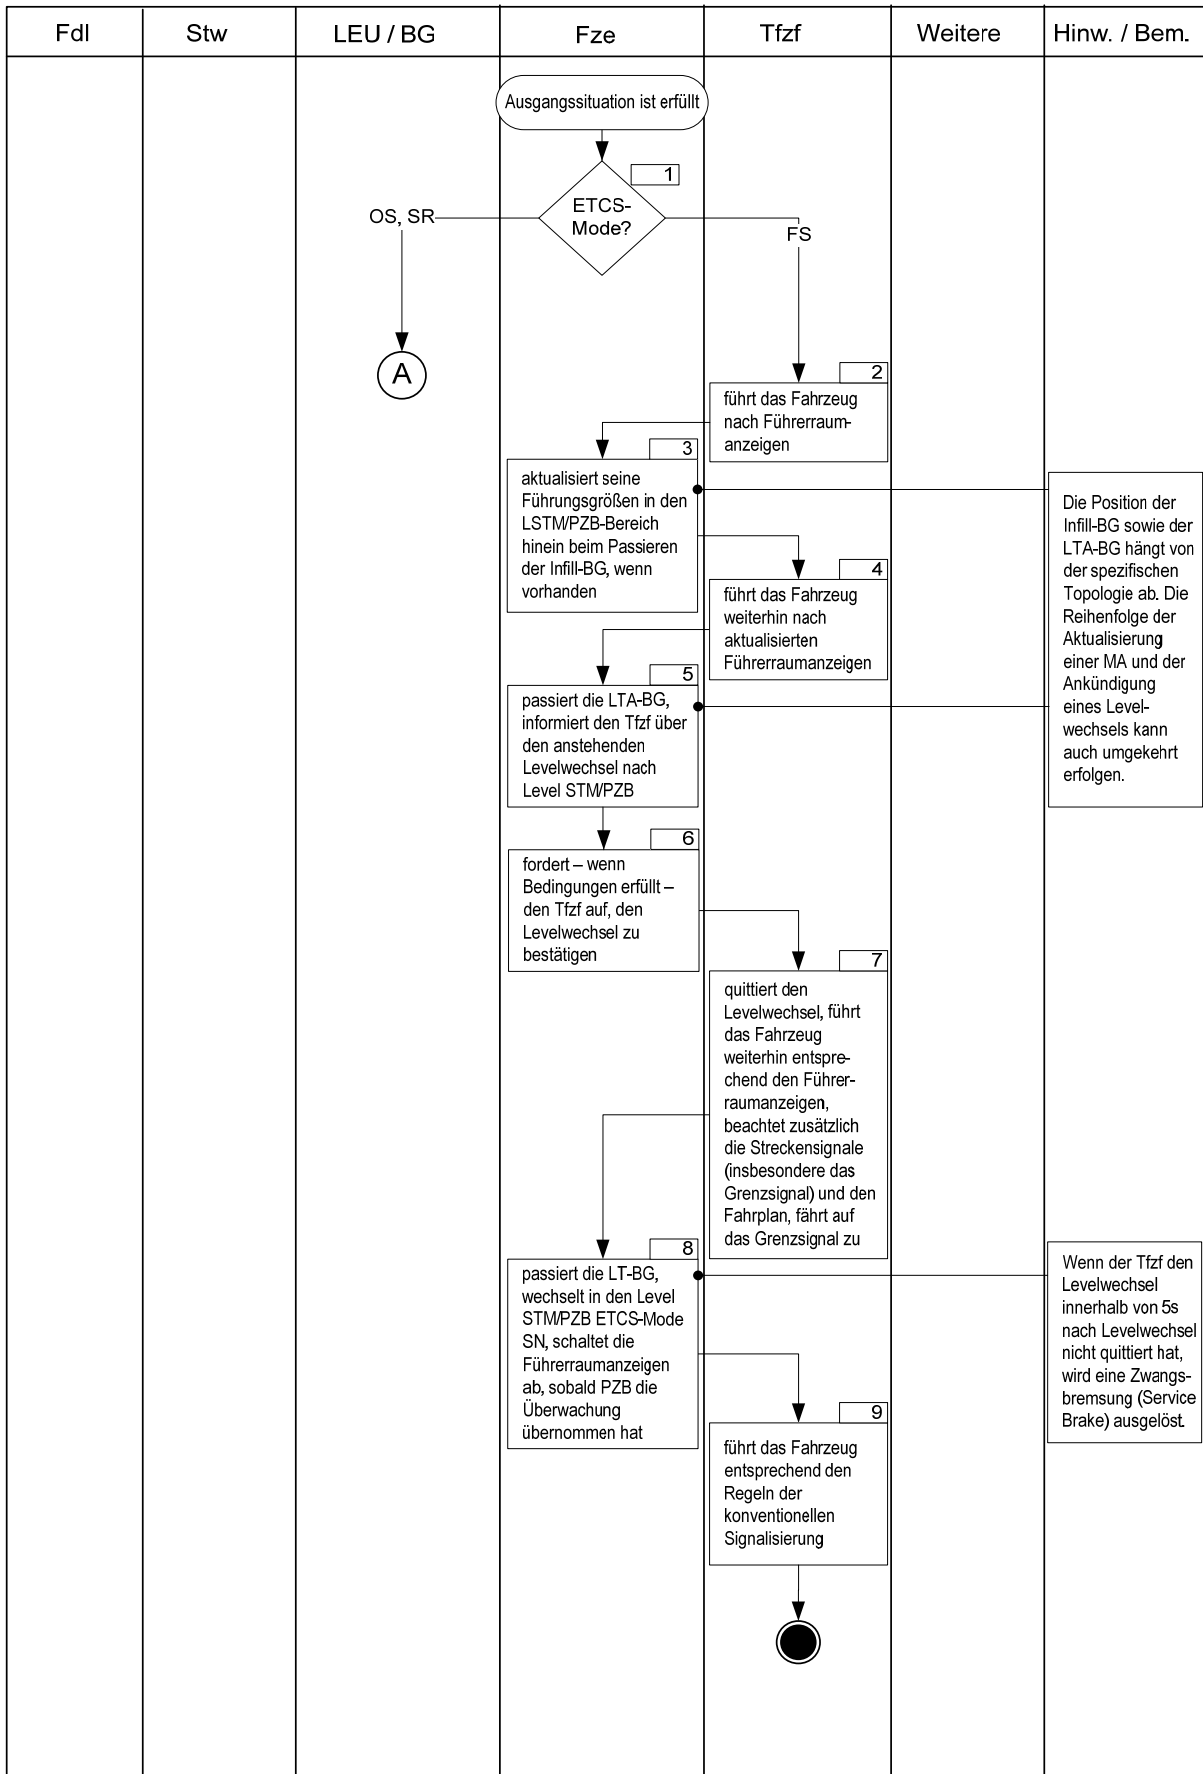 Fdl
Stw
LEU / BG
Fze
Tfzf
Weitere
Hinw. / Bem.
Ausgangssituation ist erfüllt
1
ETCS-
Mode?
OS, SR
FS
A
2
führt das Fahrzeug
nach Führerraum-
anzeigen
3
aktualisiert seine
Führungsgrößen in den
LSTM/PZB-Bereich
hinein beim Passieren
der Infill-BG, wenn
vorhanden
Die Position der
Infill-BG sowie der
LTA-BG hängt von
der spezifischen
Topologie ab. Die
Reihenfolge der
Aktualisierung
einer MA und der
Ankündigung
eines Level-
wechsels kann
auch umgekehrt
erfolgen.
4
führt das Fahrzeug
weiterhin nach
aktualisierten
Führerraumanzeigen
5
passiert die LTA-BG,
informiert den Tfzf über
den anstehenden
Levelwechsel nach
Level STM/PZB
6
fordert – wenn
Bedingungen erfüllt –
den Tfzf auf, den
Levelwechsel zu
bestätigen
7
quittiert den
Levelwechsel, führt
das Fahrzeug
weiterhin entspre-
chend den Führer-
raumanzeigen,
beachtet zusätzlich
die Streckensignale
(insbesondere das
Grenzsignal) und den
Fahrplan, fährt auf
das Grenzsignal zu
8
passiert die LT-BG,
wechselt in den Level
STM/PZB ETCS-Mode
SN, schaltet die
Führerraumanzeigen
ab, sobald PZB die
Überwachung
übernommen hat
Wenn der Tfzf den
Levelwechsel
innerhalb von 5s
nach Levelwechsel
nicht quittiert hat,
wird eine Zwangs-
bremsung (Service
Brake) ausgelöst.
9
führt das Fahrzeug
entsprechend den
Regeln der
konventionellen
Signalisierung